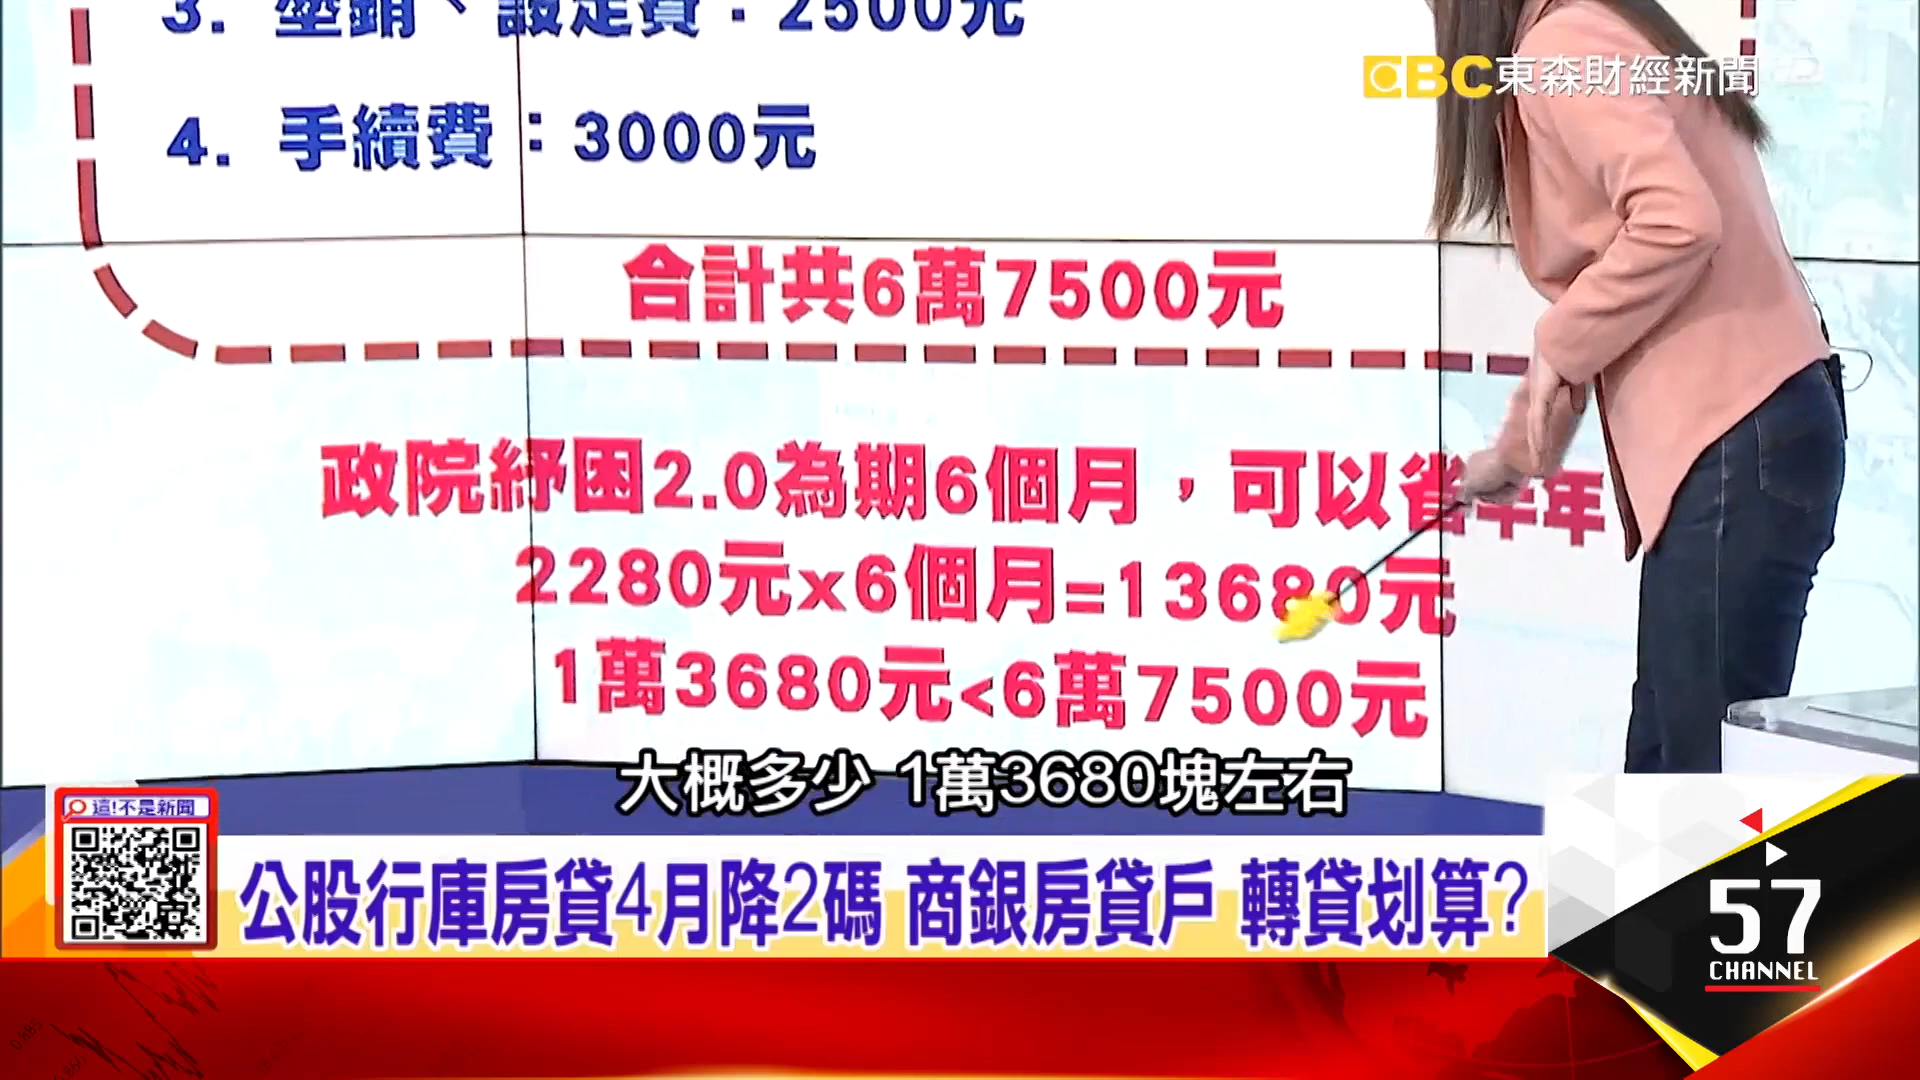 3. 塗銷、設定費：2500元
EBC東森財經新聞
4. 手續費：3000元
合計共6萬7500元
政院紓困2.0為期6個月，可以省半年
2280元x6個月=13680元
1萬3680元<6萬7500元
大概多少 1萬3680塊左右
這!不是新聞
公股行庫房貸4月降2碼 商銀房貸戶 轉貸划算?
57
CHANNEL